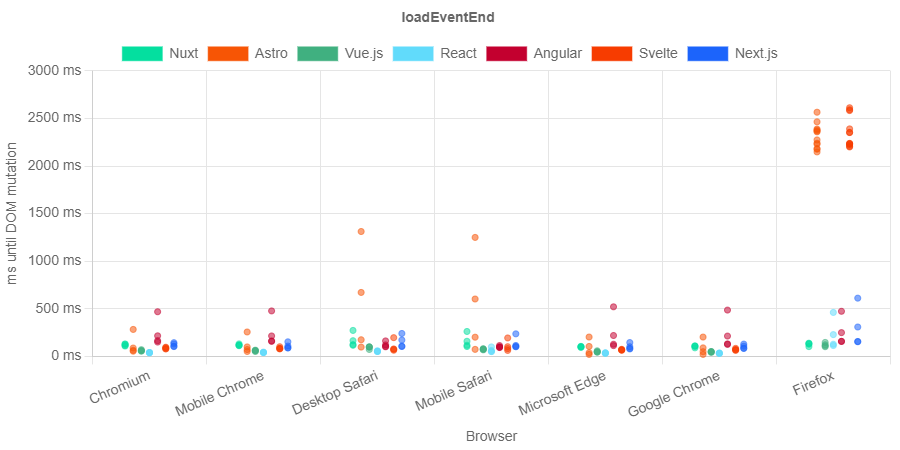 loadEventEnd
Nuxt Astro Vue.js React Angular Svelte Next.js
3000 ms
2500 ms
2000 ms
1500 ms
1000 ms
500 ms
0 ms
ms until DOM mutation
Chromium
Mobile Chrome
Desktop Safari
Mobile Safari
Microsoft Edge
Google Chrome
Firefox
Browser